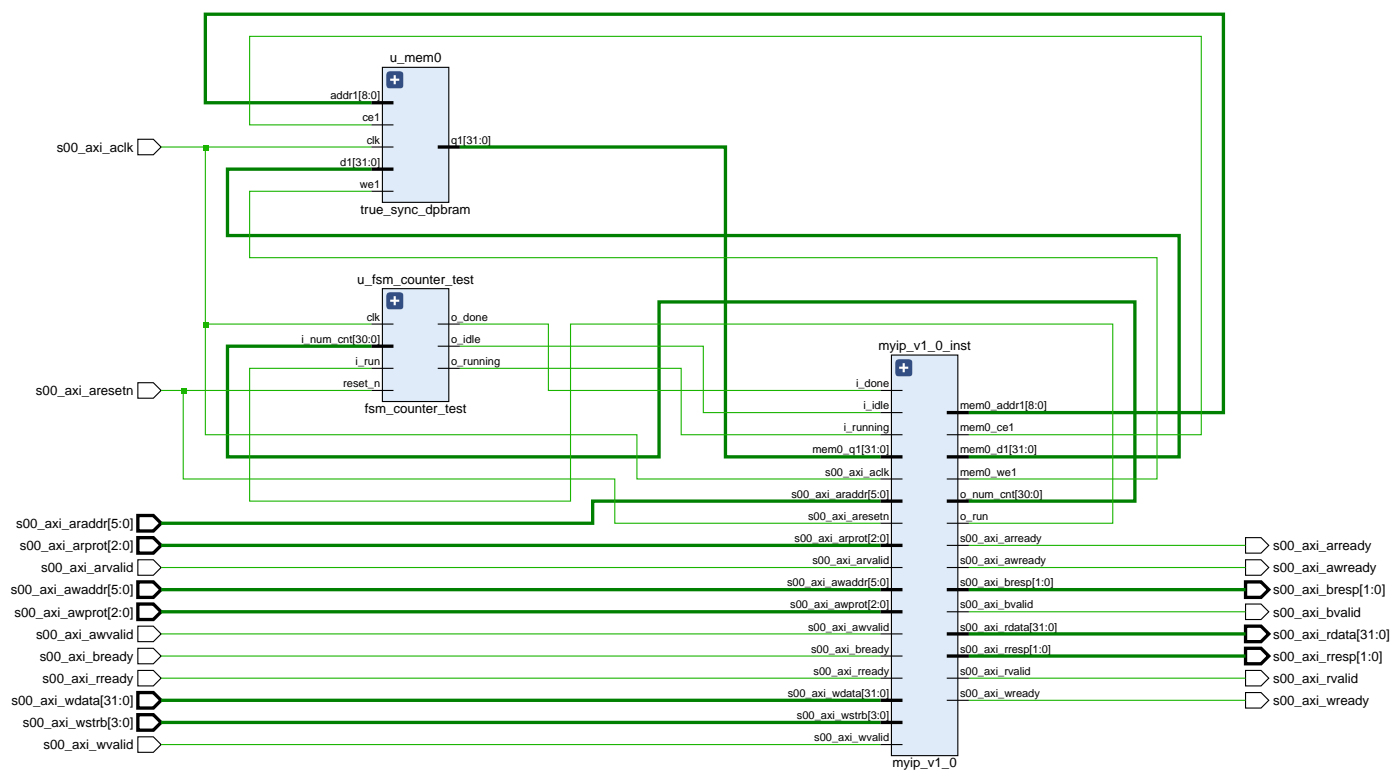 u_mem0
addr1[8:0]
ce1
clk
d1[31:0]
we1
q1[31:0]
true_sync_dpbram
s00_axi_aclk
u_fsm_counter_test
clk
i_num_cnt[30:0]
i_run
reset_n
o_done
o_idle
o_running
fsm_counter_test
s00_axi_aresetn
myip_v1_0_inst
i_done
i_idle
i_running
mem0_q1[31:0]
s00_axi_aclk
s00_axi_araddr[5:0]
s00_axi_aresetn
s00_axi_arprot[2:0]
s00_axi_arvalid
s00_axi_awaddr[5:0]
s00_axi_awprot[2:0]
s00_axi_awvalid
s00_axi_bready
s00_axi_rready
s00_axi_wdata[31:0]
s00_axi_wstrb[3:0]
s00_axi_wvalid
mem0_addr1[8:0]
mem0_ce1
mem0_d1[31:0]
mem0_we1
o_num_cnt[30:0]
o_run
s00_axi_arready
s00_axi_awready
s00_axi_bresp[1:0]
s00_axi_bvalid
s00_axi_rdata[31:0]
s00_axi_rresp[1:0]
s00_axi_rvalid
s00_axi_wready
myip_v1_0
s00_axi_araddr[5:0]
s00_axi_arprot[2:0]
s00_axi_arvalid
s00_axi_awaddr[5:0]
s00_axi_awprot[2:0]
s00_axi_awvalid
s00_axi_bready
s00_axi_rready
s00_axi_wdata[31:0]
s00_axi_wstrb[3:0]
s00_axi_wvalid
s00_axi_arready
s00_axi_awready
s00_axi_bresp[1:0]
s00_axi_bvalid
s00_axi_rdata[31:0]
s00_axi_rresp[1:0]
s00_axi_rvalid
s00_axi_wready